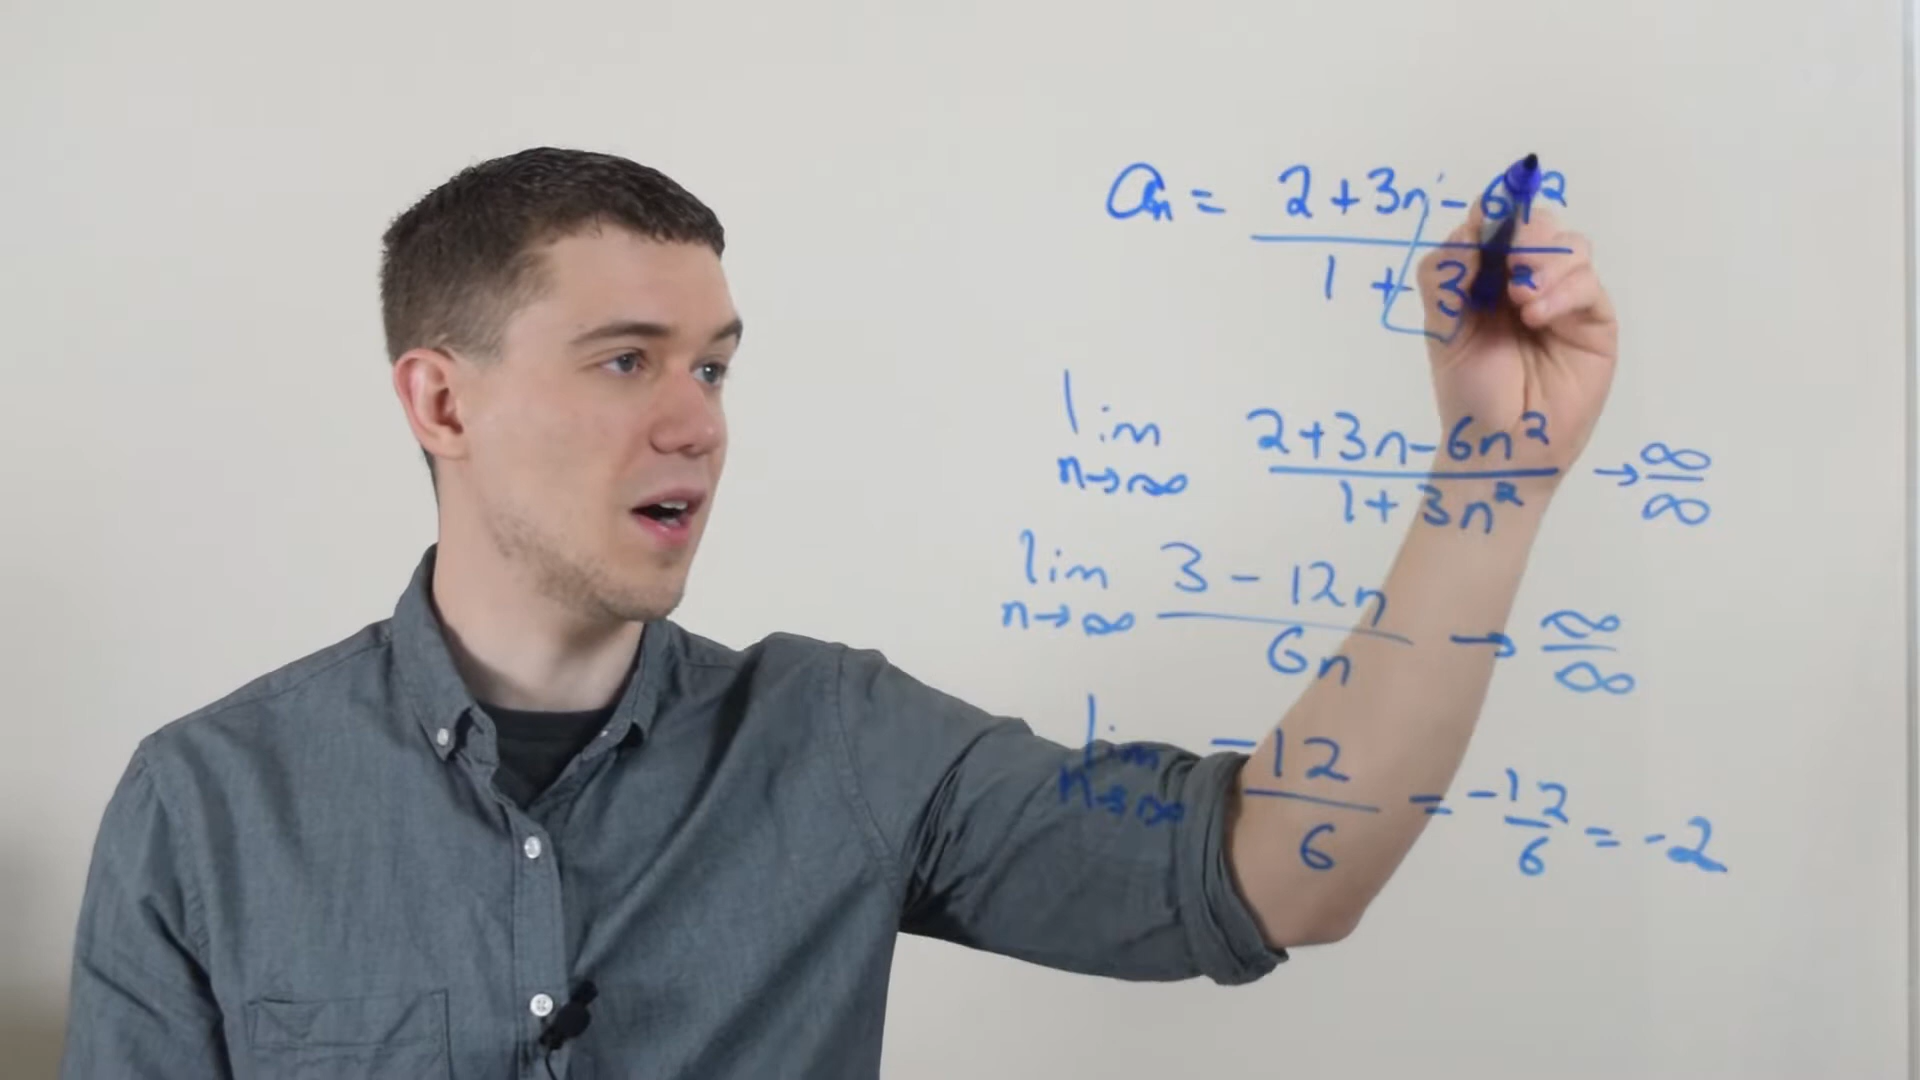 an = 2 + 3n - 6n²
1 + 3n²
lim n→∞ 2+3n-6n² / 1+3n² → ∞/∞
lim n→∞ 3 - 12n / 6n → ∞/∞
lim n→∞ -12 / 6 = -12/6 = -2